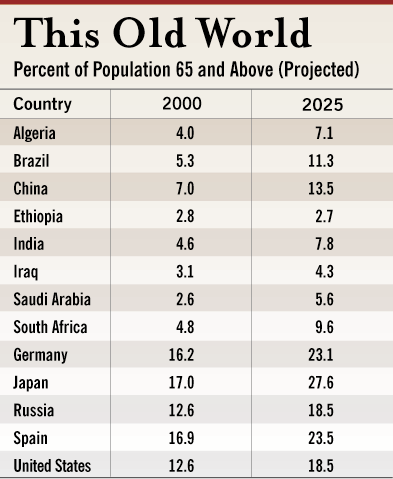 This Old World
Percent of Population 65 and Above (Projected)
Country 2000 2025
Algeria 4.0 7.1
Brazil 5.3 11.3
China 7.0 13.5
Ethiopia 2.8 2.7
India 4.6 7.8
Iraq 3.1 4.3
Saudi Arabia 2.6 5.6
South Africa 4.8 9.6
Germany 16.2 23.1
Japan 17.0 27.6
Russia 12.6 18.5
Spain 16.9 23.5
United States 12.6 18.5